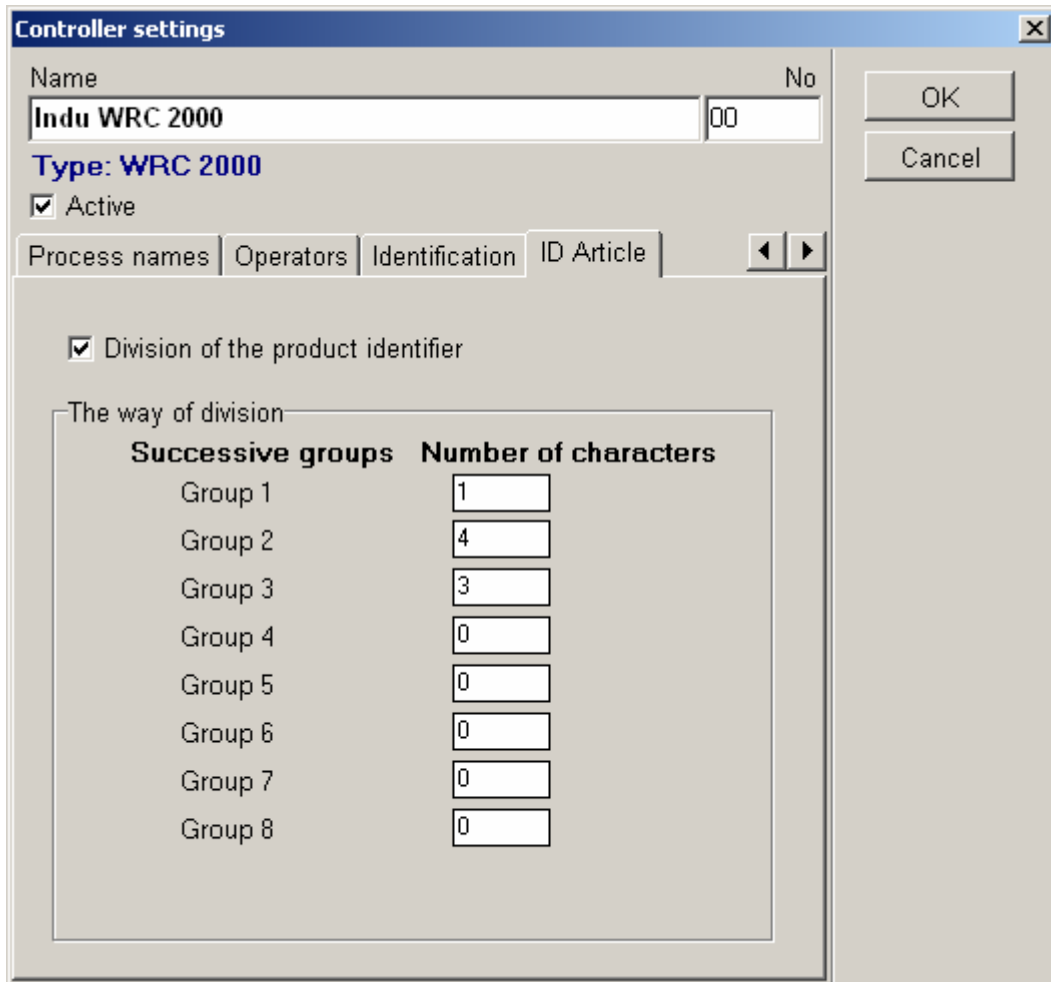 Controller settings
Name No
Indu WRC 2000 00
OK
Type: WRC 2000
Cancel
Active
Process names Operators Identification ID Article
Division of the product identifier
The way of division
Successive groups Number of characters
Group 1 1
Group 2 4
Group 3 3
Group 4 0
Group 5 0
Group 6 0
Group 7 0
Group 8 0